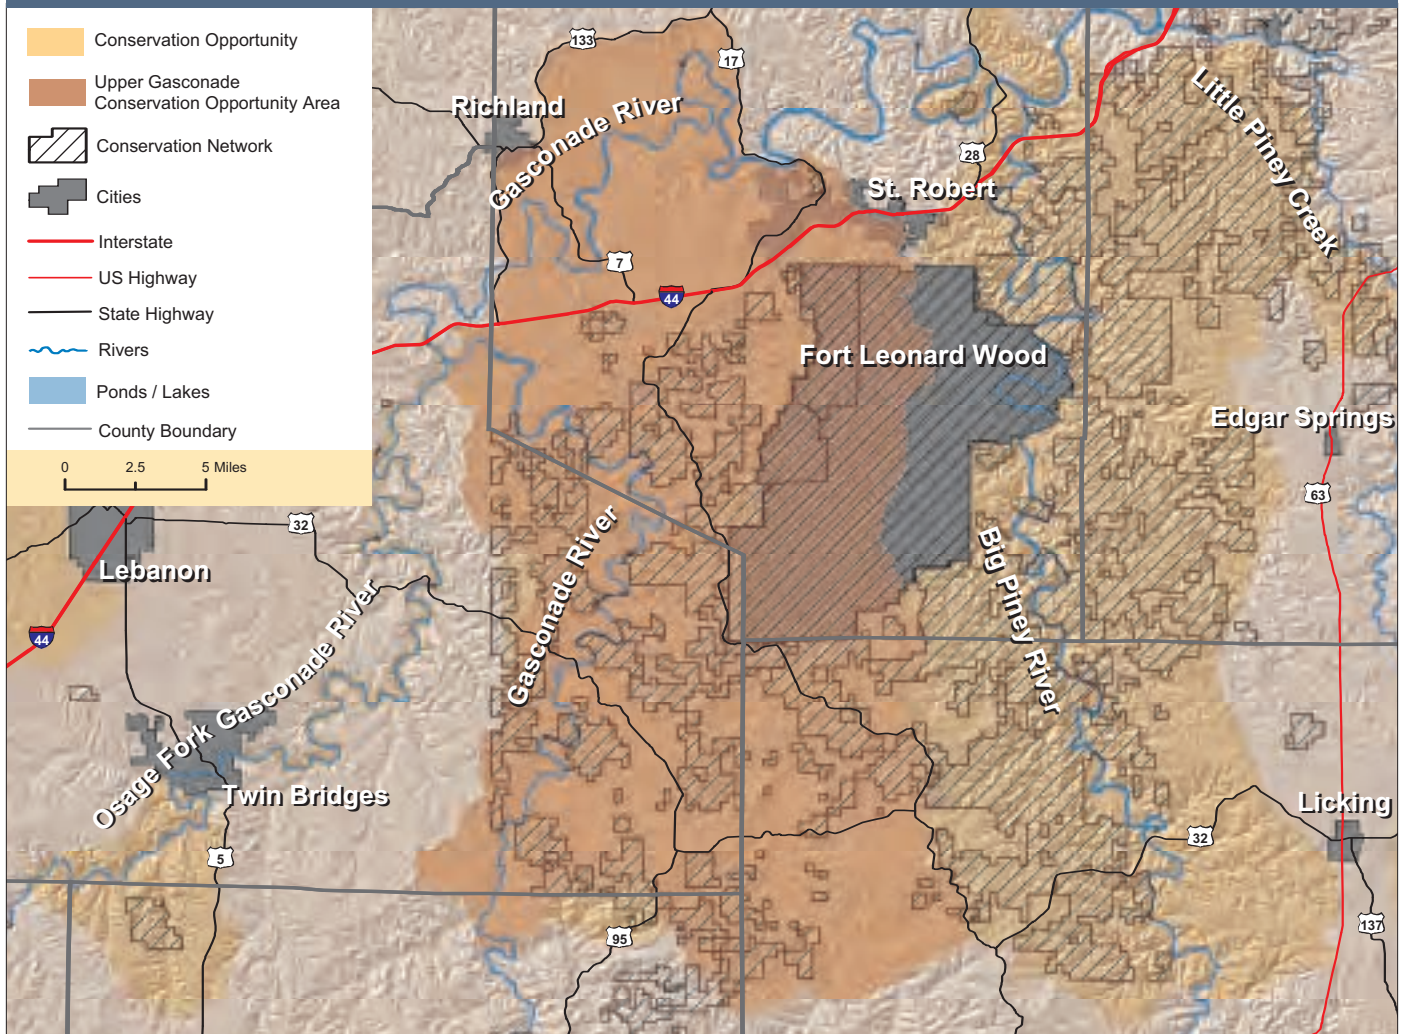 Conservation Opportunity
Upper Gasconade
Conservation Opportunity Area
Conservation Network
Cities
Interstate
US Highway
State Highway
Rivers
Ponds / Lakes
County Boundary
0 2.5 5 Miles
133
17
Richland
Gasconade River
28
St. Robert
Little Piney Creek
7
44
Fort Leonard Wood
Edgar Springs
63
32
Lebanon
44
Gasconade River
Big Piney River
Osage Fork Gasconade River
Twin Bridges
5
Licking
32
95
137